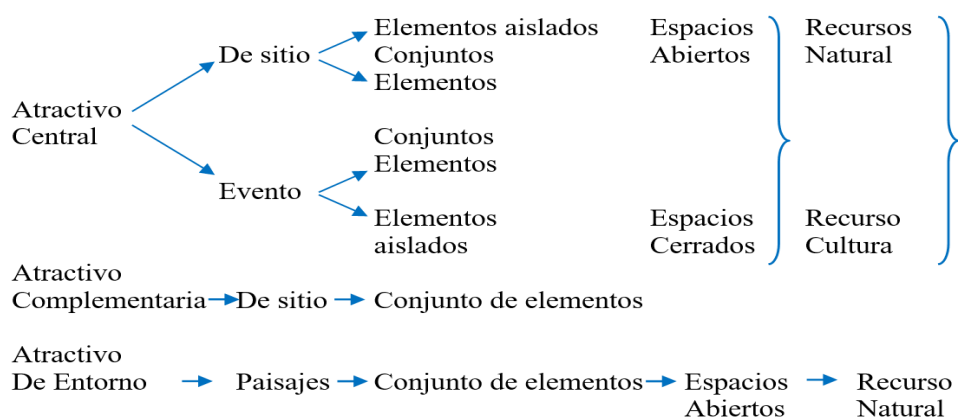 Elementos aislados Espacios Recursos
De sitio Conjuntos Abiertos Natural
Elementos
Atractivo
Central
Conjuntos
Elementos
Evento
Elementos Espacios Recurso
aislados Cerrados Cultura
Atractivo
Complementaria De sitio Conjunto de elementos
Atractivo
De Entorno Paisajes Conjunto de elementos Espacios Recurso
Abiertos Natural